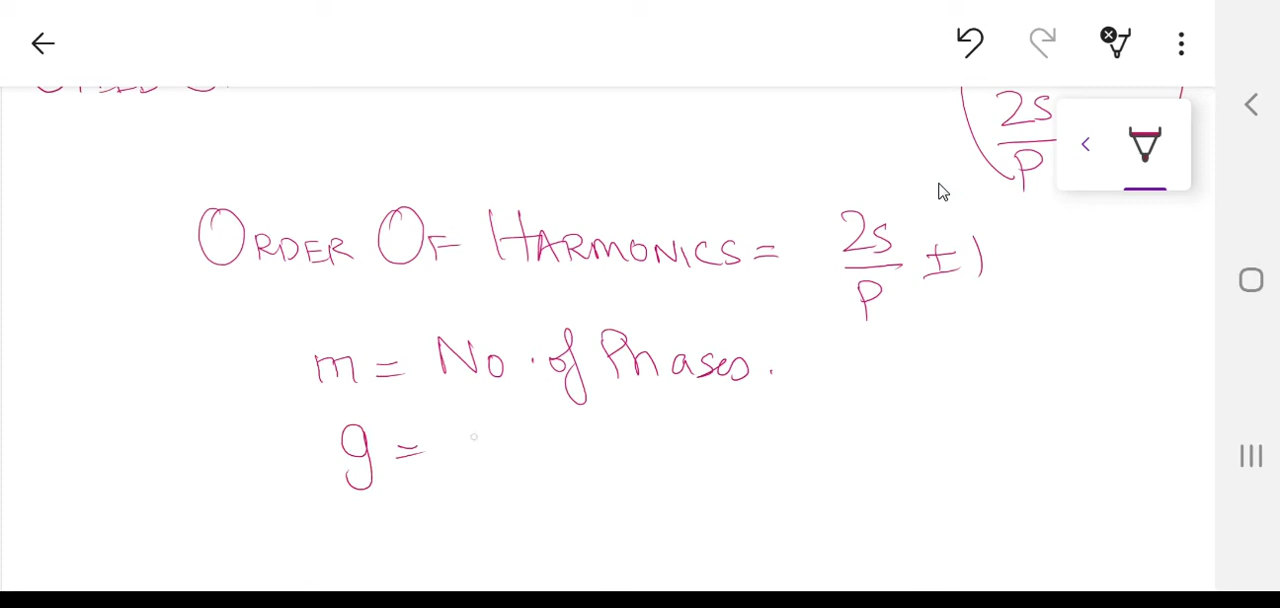 2s
P
ORDER OF HARMONICS = 2s/P ± 1
m = No. of Phases.
g =